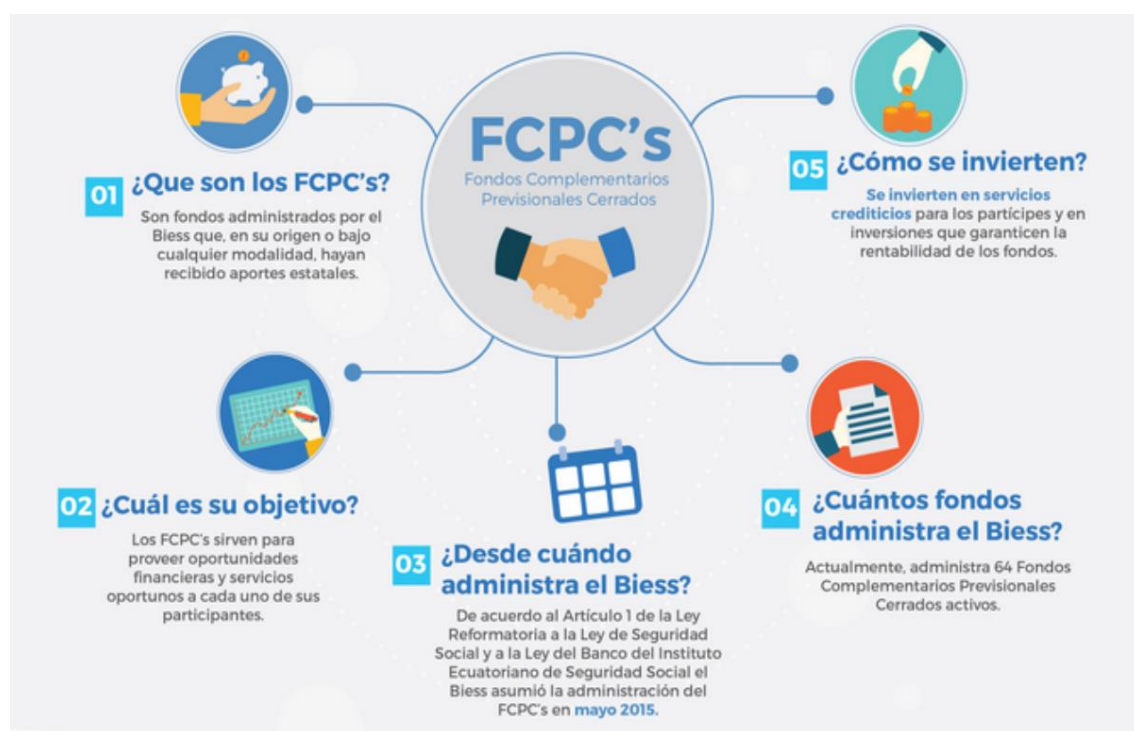 FCPC's
Fondos Complementarios
Previsionales Cerrados
01
¿Que son los FCPC's?
Son fondos administrados por el
Biess que, en su origen o bajo
cualquier modalidad, hayan
recibido aportes estatales.
02
¿Cuál es su objetivo?
Los FCPC's sirven para
proveer oportunidades
financieras y servicios
oportunos a cada uno de sus
participantes.
03
¿Desde cuándo
administra el Biess?
De acuerdo al Artículo 1 de la Ley
Reformatoria a la Ley de Seguridad
Social y a la Ley del Banco del Instituto
Ecuatoriano de Seguridad Social el
Biess asumió la administración del
FCPC's en mayo 2015.
04
¿Cuántos fondos
administra el Biess?
Actualmente, administra 64 Fondos
Complementarios Previsionales
Cerrados activos.
05
¿Cómo se invierten?
Se invierten en servicios
crediticios para los partícipes y en
inversiones que garanticen la
rentabilidad de los fondos.